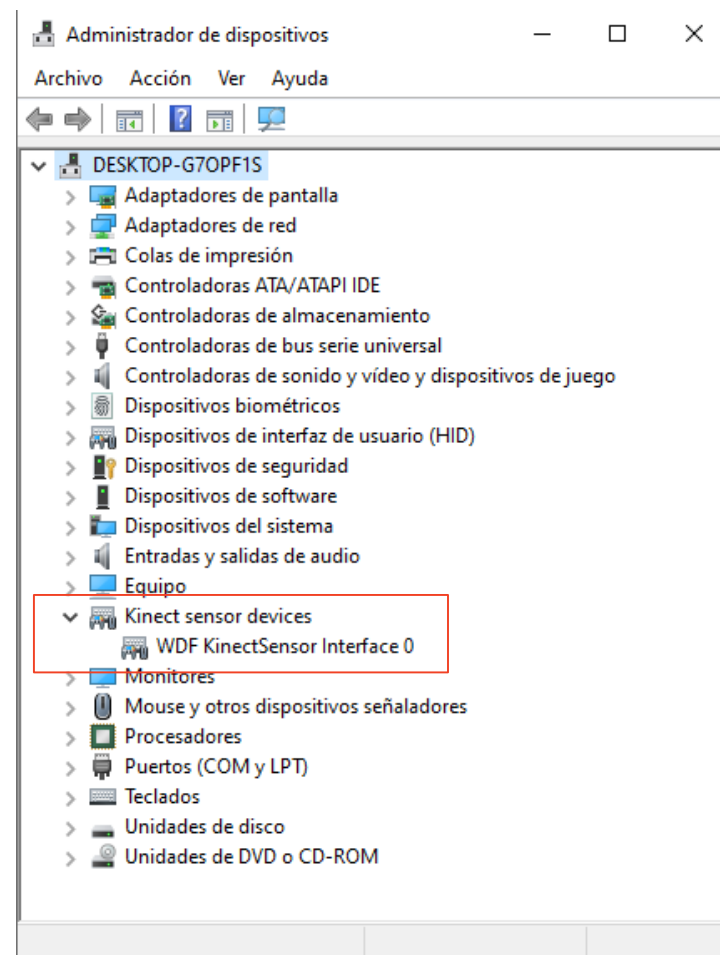 Administrador de dispositivos
Archivo Acción Ver Ayuda
DESKTOP-G7OPF1S
Adaptadores de pantalla
Adaptadores de red
Colas de impresión
Controladoras ATA/ATAPI IDE
Controladoras de almacenamiento
Controladoras de bus serie universal
Controladoras de sonido y vídeo y dispositivos de juego
Dispositivos biométricos
Dispositivos de interfaz de usuario (HID)
Dispositivos de seguridad
Dispositivos de software
Dispositivos del sistema
Entradas y salidas de audio
Equipo
Kinect sensor devices
WDF KinectSensor Interface 0
Monitores
Mouse y otros dispositivos señaladores
Procesadores
Puertos (COM y LPT)
Teclados
Unidades de disco
Unidades de DVD o CD-ROM